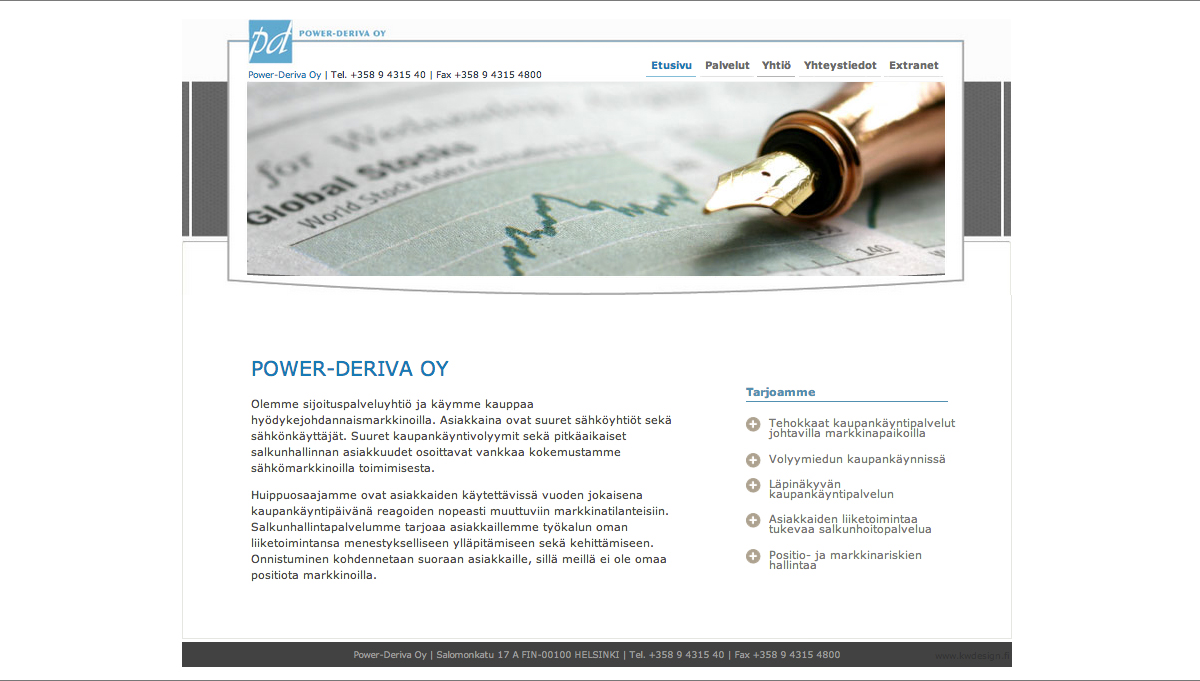 pd POWER-DERIVA OY
Power-Deriva Oy | Tel. +358 9 4315 40 | Fax +358 9 4315 4800
Etusivu Palvelut Yhtiö Yhteystiedot Extranet
for
Global Stocks
World Stock Index
140
POWER-DERIVA OY
Olemme sijoituspalveluyhtiö ja käymme kauppaa
hyödykejohdannaismarkkinoilla. Asiakkaina ovat suuret sähköyhtiöt sekä
sähkönkäyttäjät. Suuret kaupankäyntivolyymit sekä pitkäaikaiset
salkunhallinnan asiakkuudet osoittavat vankkaa kokemustamme
sähkömarkkinoilla toimimisesta.
Huippuosaajamme ovat asiakkaiden käytettävissä vuoden jokaisena
kaupankäyntipäivänä reagoiden nopeasti muuttuviin markkinatilanteisiin.
Salkunhallintapalvelumme tarjoaa asiakkaillemme työkalun oman
liiketoimintansa menestykselliseen ylläpitämiseen sekä kehittämiseen.
Onnistuminen kohdennetaan suoraan asiakkaille, sillä meillä ei ole omaa
positiota markkinoilla.
Tarjoamme
Tehokkaat kaupankäyntipalvelut
johtavilla markkinapaikoilla
Volyymiedun kaupankäynnissä
Läpinäkyvän
kaupankäyntipalvelun
Asiakkaiden liiketoimintaa
tukevaa salkunhoitopalvelua
Positio- ja markkinariskien
hallintaa
Power-Deriva Oy | Salomonkatu 17 A FIN-00100 HELSINKI | Tel. +358 9 4315 40 | Fax +358 9 4315 4800